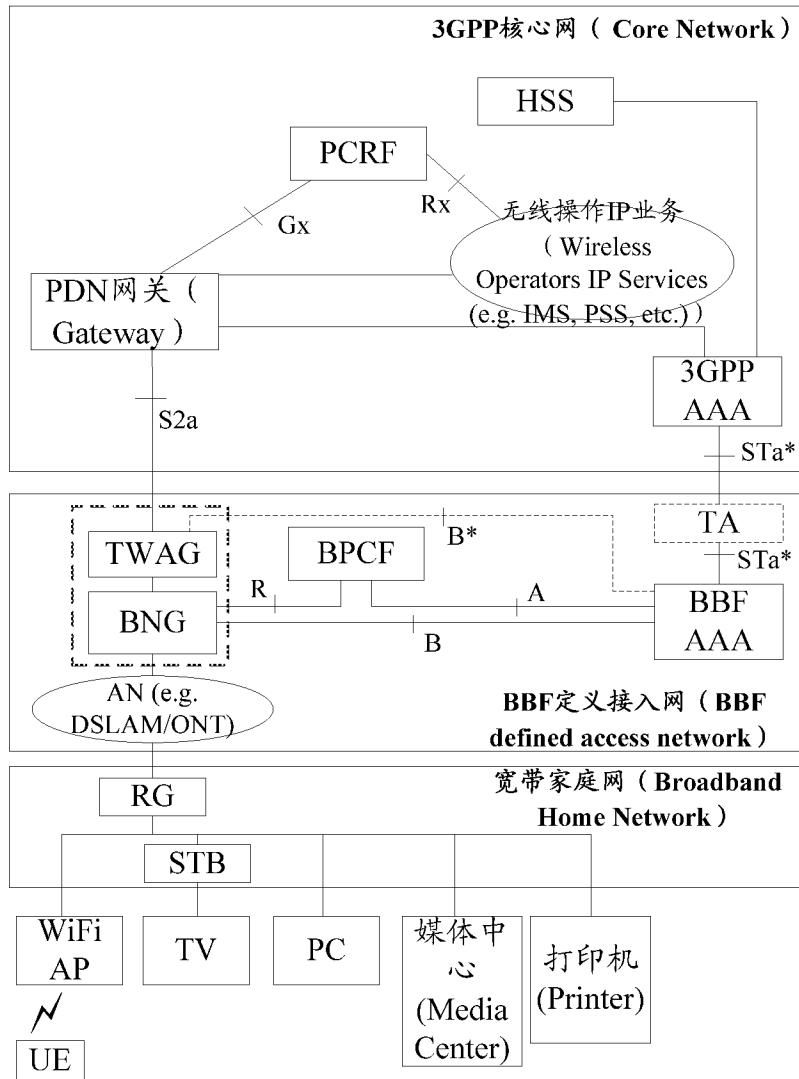 3GPP核心网（ Core Network）
HSS
PCRF
Rx
Gx
无线操作IP业务
（ Wireless
Operators IP Services
(e.g. IMS, PSS, etc.)）
PDN网关（
Gateway）
3GPP
AAA
S2a
STa*
TA
STa*
TWAG
B*
BPCF
BNG
R
A
B
BBF
AAA
AN (e.g.
DSLAM/ONT)
BBF定义接入网（BBF
defined access network）
宽带家庭网（Broadband
Home Network）
RG
STB
WiFi
AP
TV
PC
媒体中
心
(Media
Center)
打印机
(Printer)
UE